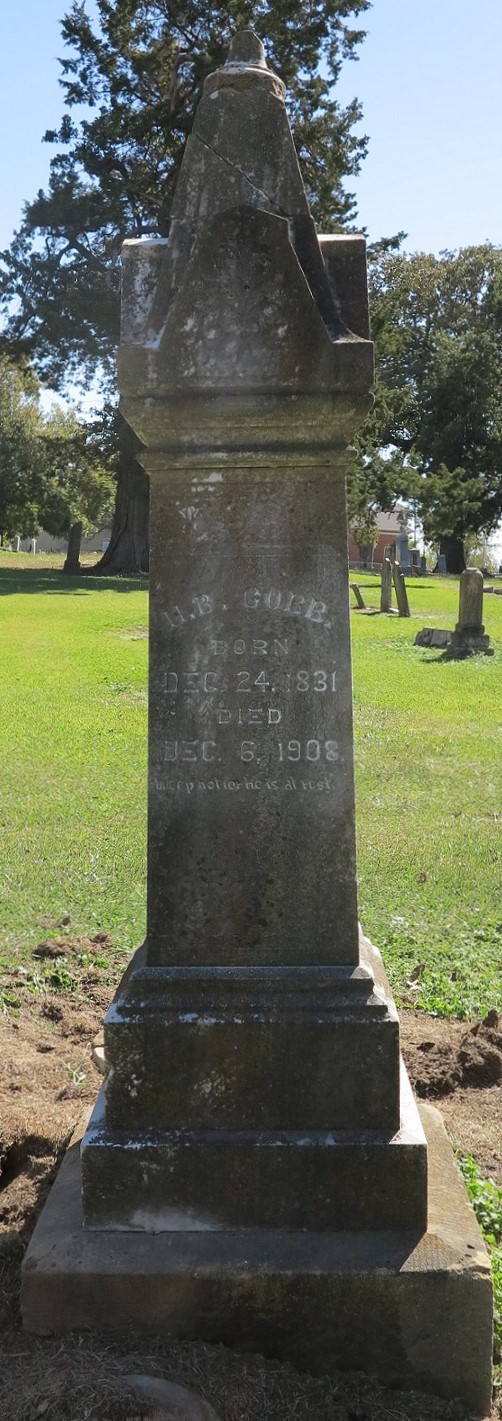 H.B. COBB.
BORN
DEC. 24, 1831
DIED
DEC. 6, 1908
Weep not for he is at rest.